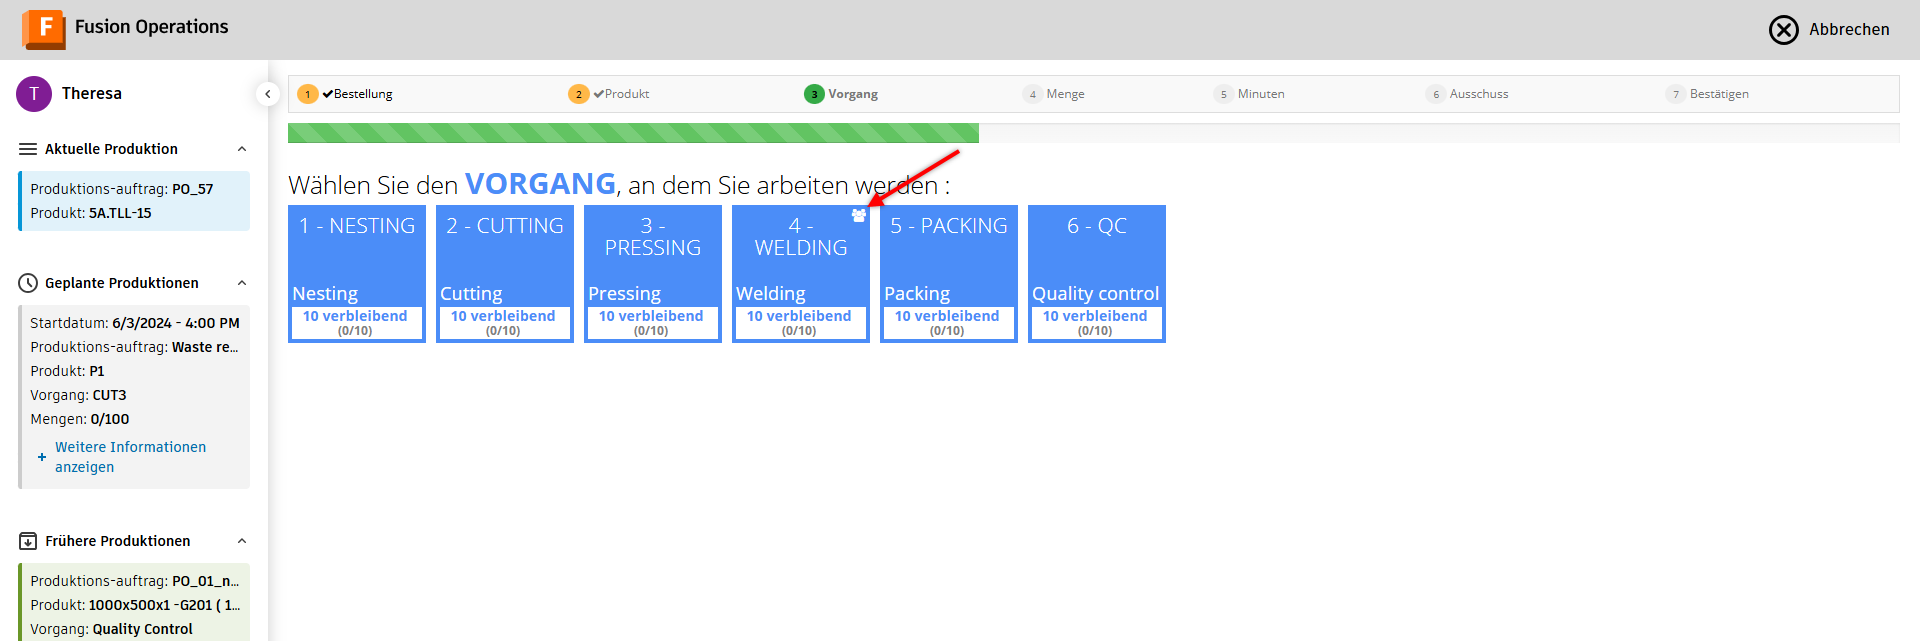 F Fusion Operations
Abbrechen
T Theresa
Aktuelle Produktion
Produktions-auftrag: PO_57
Produkt: 5A.TLL-15
Geplante Produktionen
Startdatum: 6/3/2024 - 4:00 PM
Produktions-auftrag: Waste re...
Produkt: P1
Vorgang: CUT3
Mengen: 0/100
+ Weitere Informationen
anzeigen
Frühere Produktionen
Produktions-auftrag: PO_01_n...
Produkt: 1000x500x1 -G201 ( 1...
Vorgang: Quality Control
1 Bestellung 2 Produkt 3 Vorgang 4 Menge 5 Minuten 6 Ausschuss 7 Bestätigen
Wählen Sie den VORGANG, an dem Sie arbeiten werden :
1 - NESTING
Nesting
10 verbleibend
(0/10)
2 - CUTTING
Cutting
10 verbleibend
(0/10)
3 -
PRESSING
Pressing
10 verbleibend
(0/10)
4 -
WELDING
Welding
10 verbleibend
(0/10)
5 - PACKING
Packing
10 verbleibend
(0/10)
6 - QC
Quality control
10 verbleibend
(0/10)